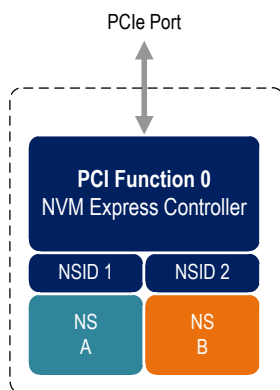 PCIe Port
PCI Function 0
NVM Express Controller
NSID 1
NSID 2
NS
A
NS
B